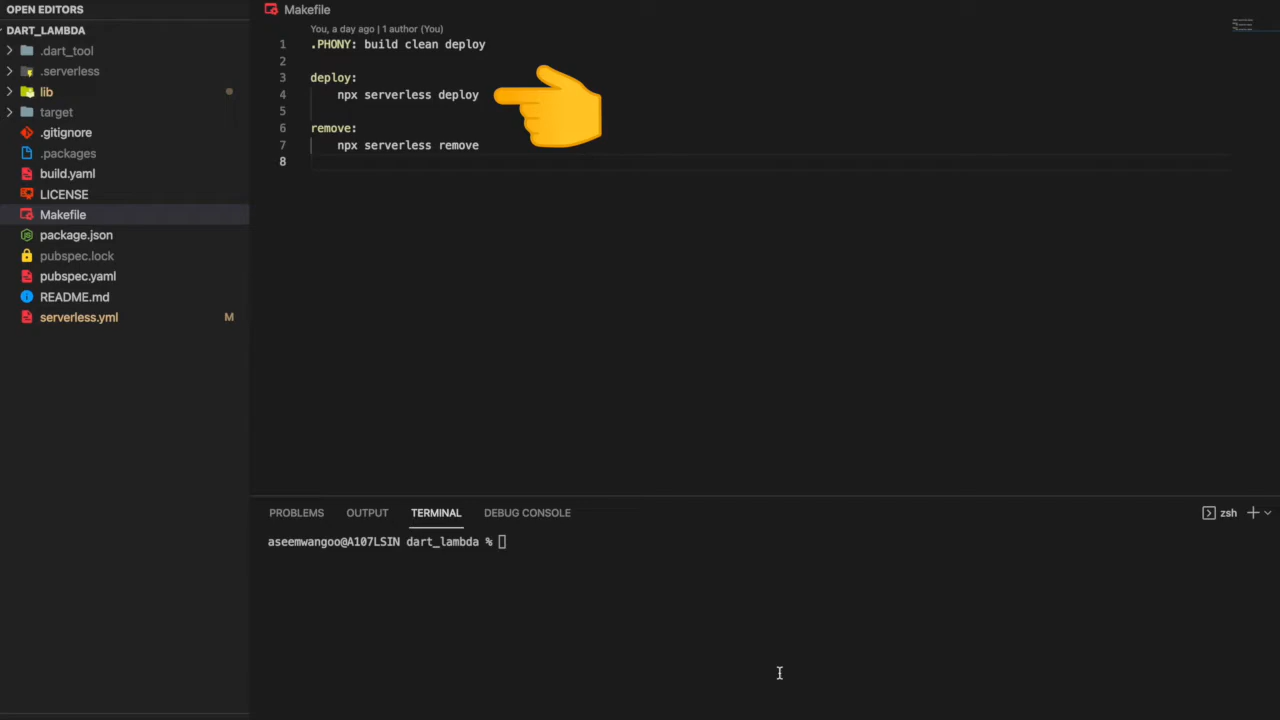 OPEN EDITORS
DART_LAMBDA
.dart_tool
.serverless
lib
target
.gitignore
.packages
build.yaml
LICENSE
Makefile
package.json
pubspec.lock
pubspec.yaml
README.md
serverless.yml M
Makefile
You, a day ago | 1 author (You)
1 .PHONY: build clean deploy
2
3 deploy:
4 npx serverless deploy
5
6 remove:
7 npx serverless remove
8
PROBLEMS OUTPUT TERMINAL DEBUG CONSOLE zsh
aseemwangoo@A107LSIN dart_lambda %